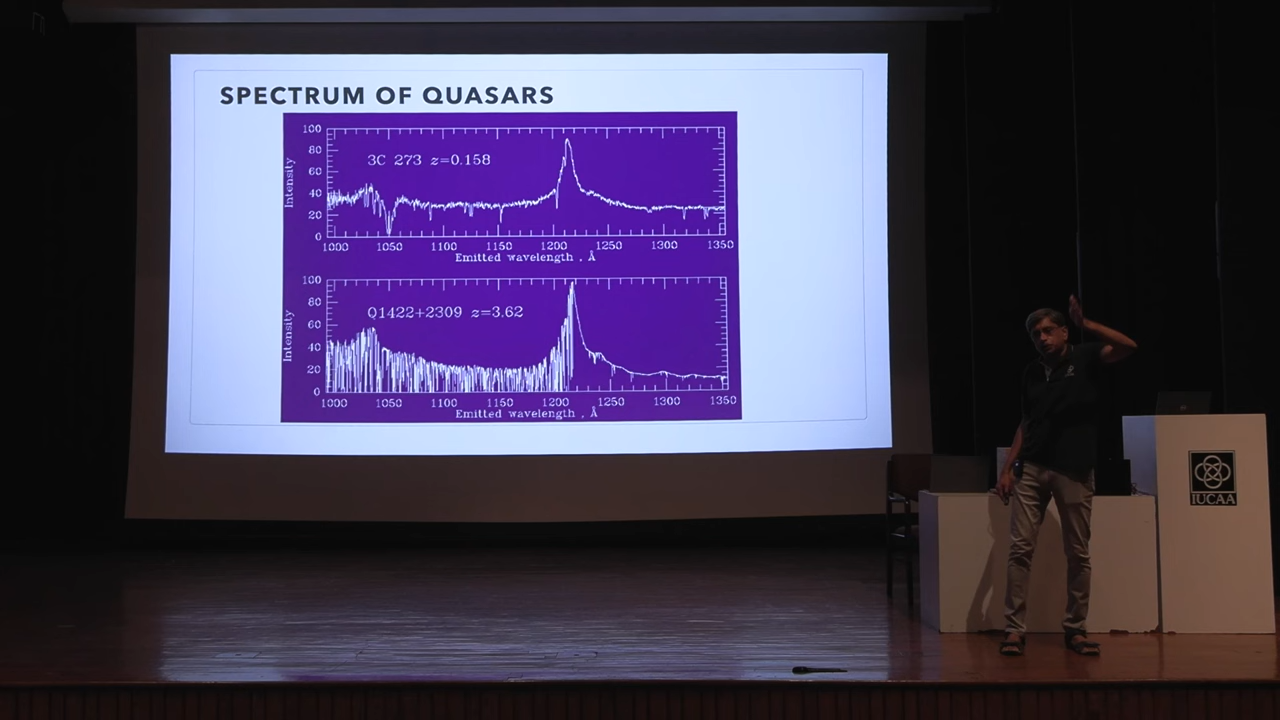 SPECTRUM OF QUASARS
100
80
60
40
20
0
Intensity
3C 273 z=0.158
1000 1050 1100 1150 1200 1250 1300 1350
Emitted wavelength , Å
100
80
60
40
20
0
Intensity
Q1422+2309 z=3.62
1000 1050 1100 1150 1200 1250 1300 1350
Emitted wavelength , Å
IUCAA